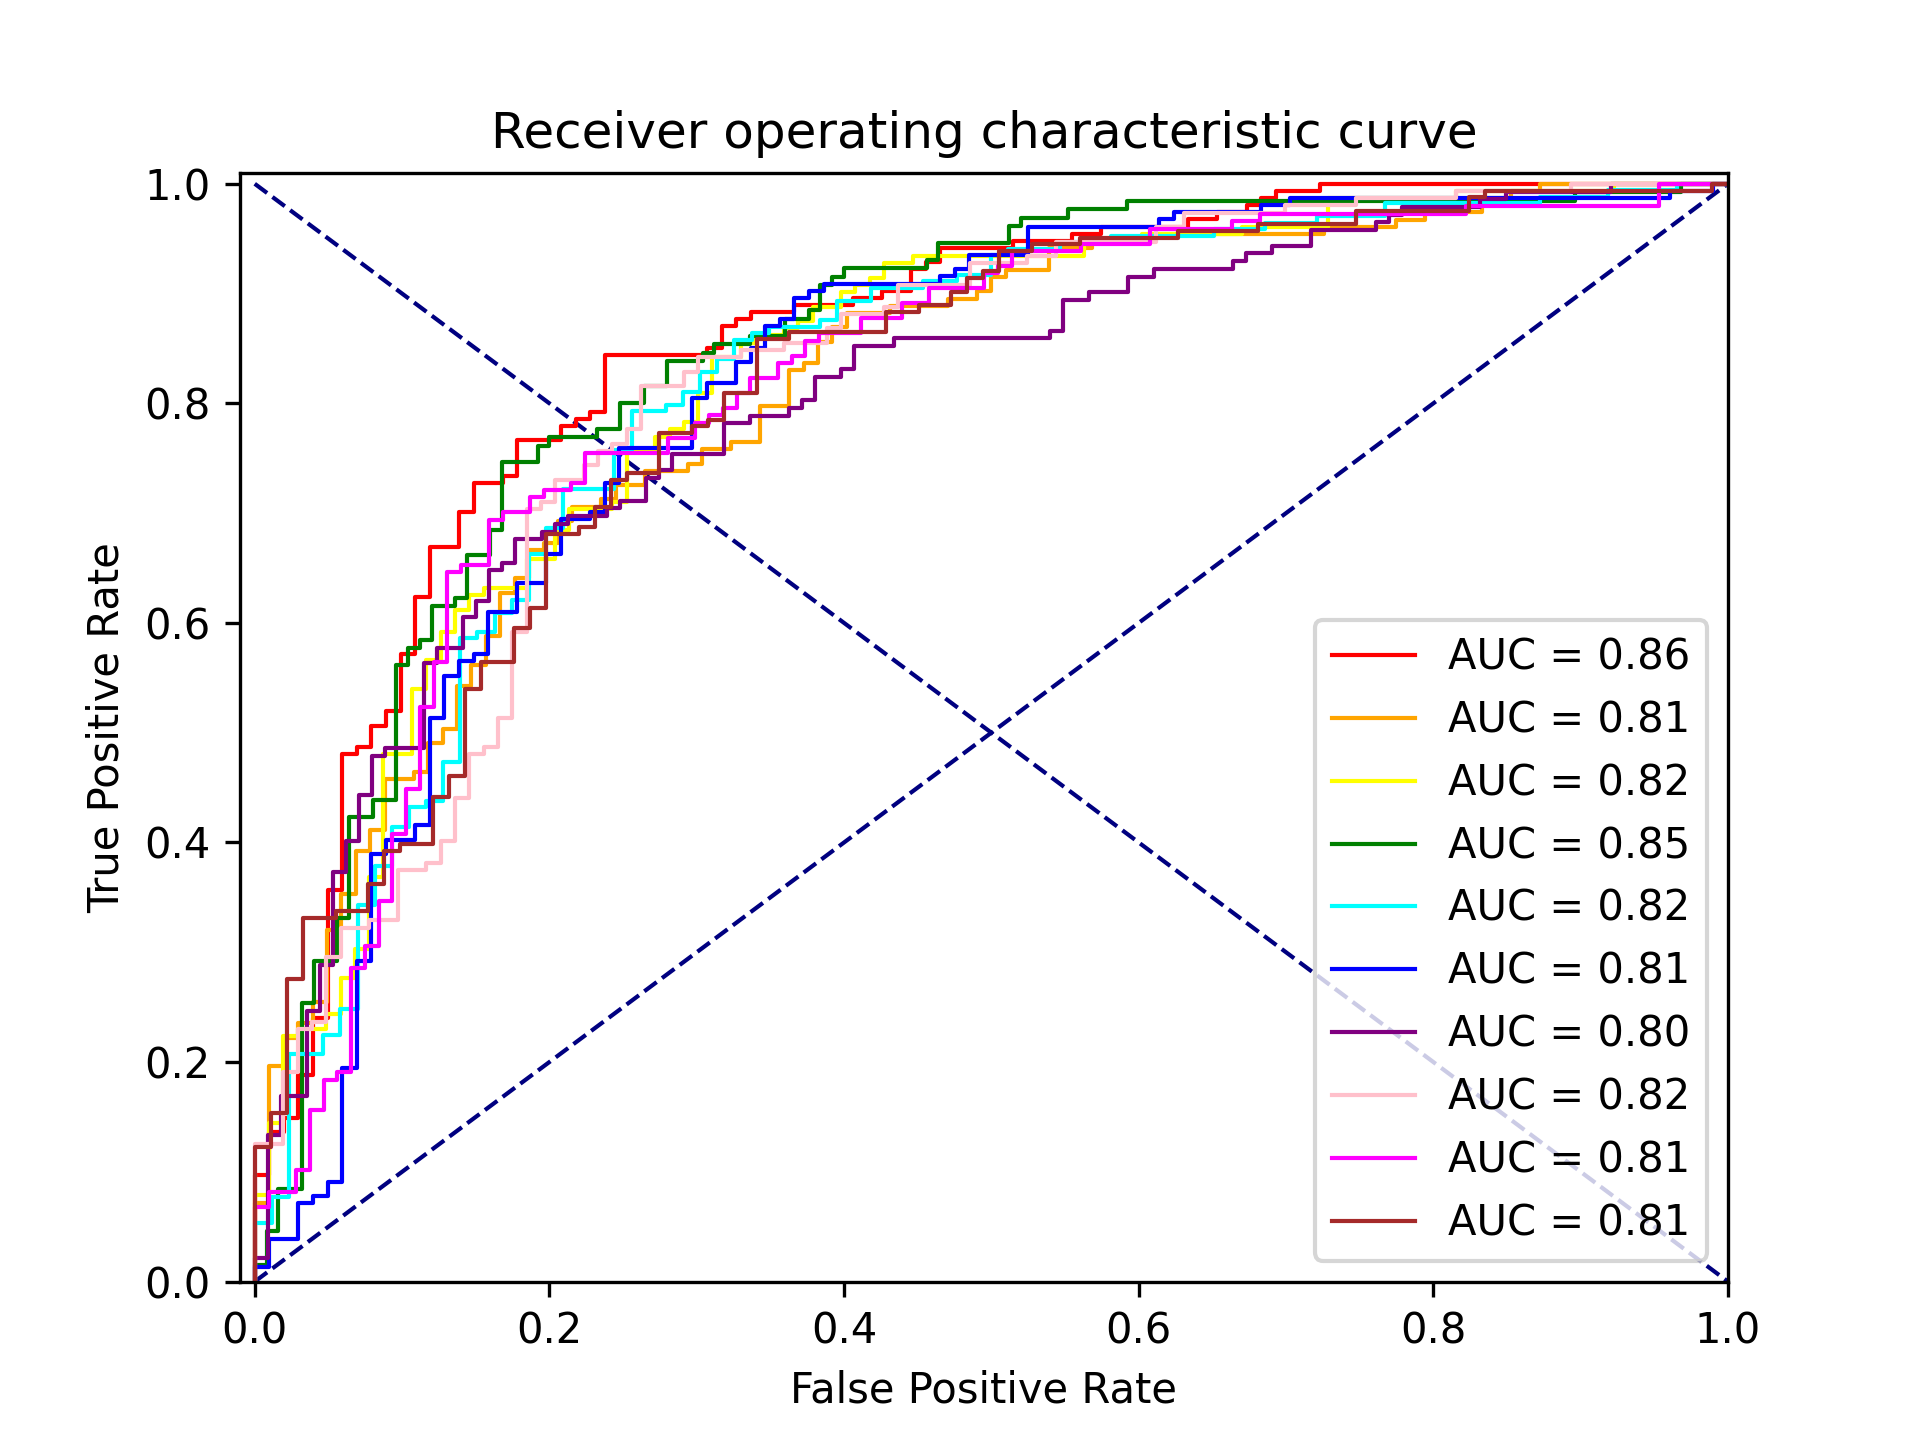 Receiver operating characteristic curve
True Positive Rate
1.0
0.8
0.6
0.4
0.2
0.0
AUC = 0.86
AUC = 0.81
AUC = 0.82
AUC = 0.85
AUC = 0.82
AUC = 0.81
AUC = 0.80
AUC = 0.82
AUC = 0.81
AUC = 0.81
0.0 0.2 0.4 0.6 0.8 1.0
False Positive Rate